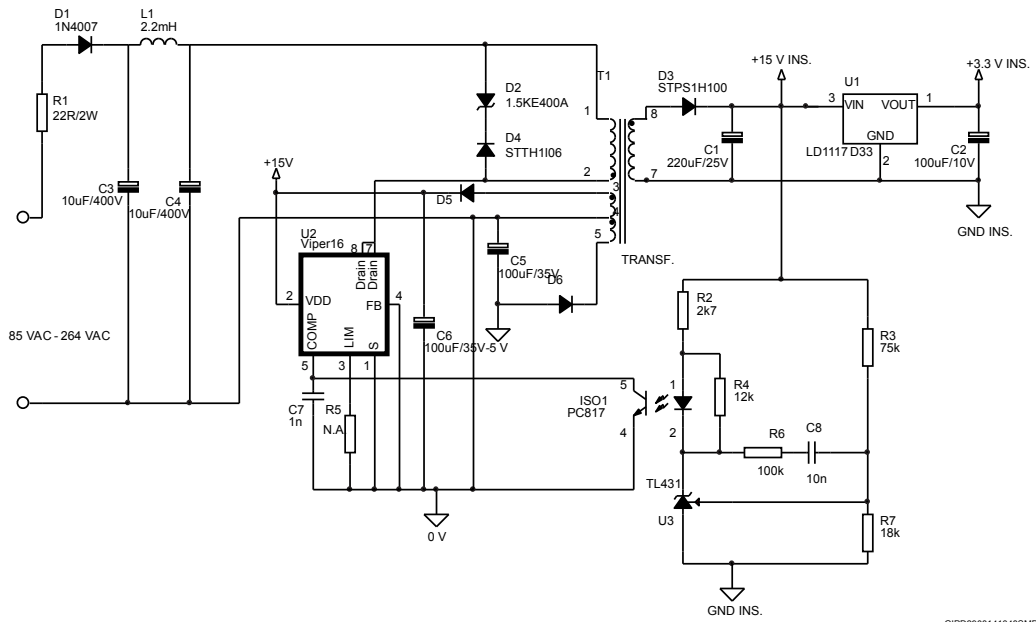 D1
1N4007
L1
2.2mH
R1
22R/2W
C3
10uF/400V
C4
10uF/400V
85 VAC - 264 VAC
D2
1.5KE400A
D4
STTH1I06
T1
1
2
3
4
5
8
7
TRANSF.
+15V
D5
D6
U2
Viper16
8
7
Drain
Drain
2
VDD
FB
4
COMP
LIM
S
5
3
1
C5
100uF/35V
C6
100uF/35V
-5 V
C7
1n
R5
N.A.
0 V
D3
STPS1H100
C1
220uF/25V
+15 V INS.
U1
3
VIN
VOUT
1
GND
2
LD1117 D33
+3.3 V INS.
C2
100uF/10V
GND INS.
R2
2k7
R3
75k
R4
12k
5
4
1
2
ISO1
PC817
R6
100k
C8
10n
TL431
U3
R7
18k
GND INS.